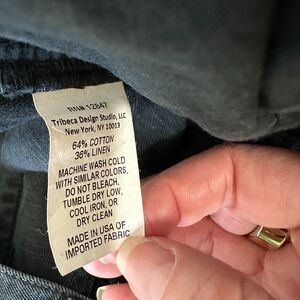 RN# 12847
Tribeca Design Studio, LLC
New York, NY 10013
64% COTTON
36% LINEN
MACHINE WASH COLD
WITH SIMILAR COLORS,
DO NOT BLEACH,
TUMBLE DRY LOW,
COOL IRON, OR
DRY CLEAN
MADE IN USA OF
IMPORTED FABRIC